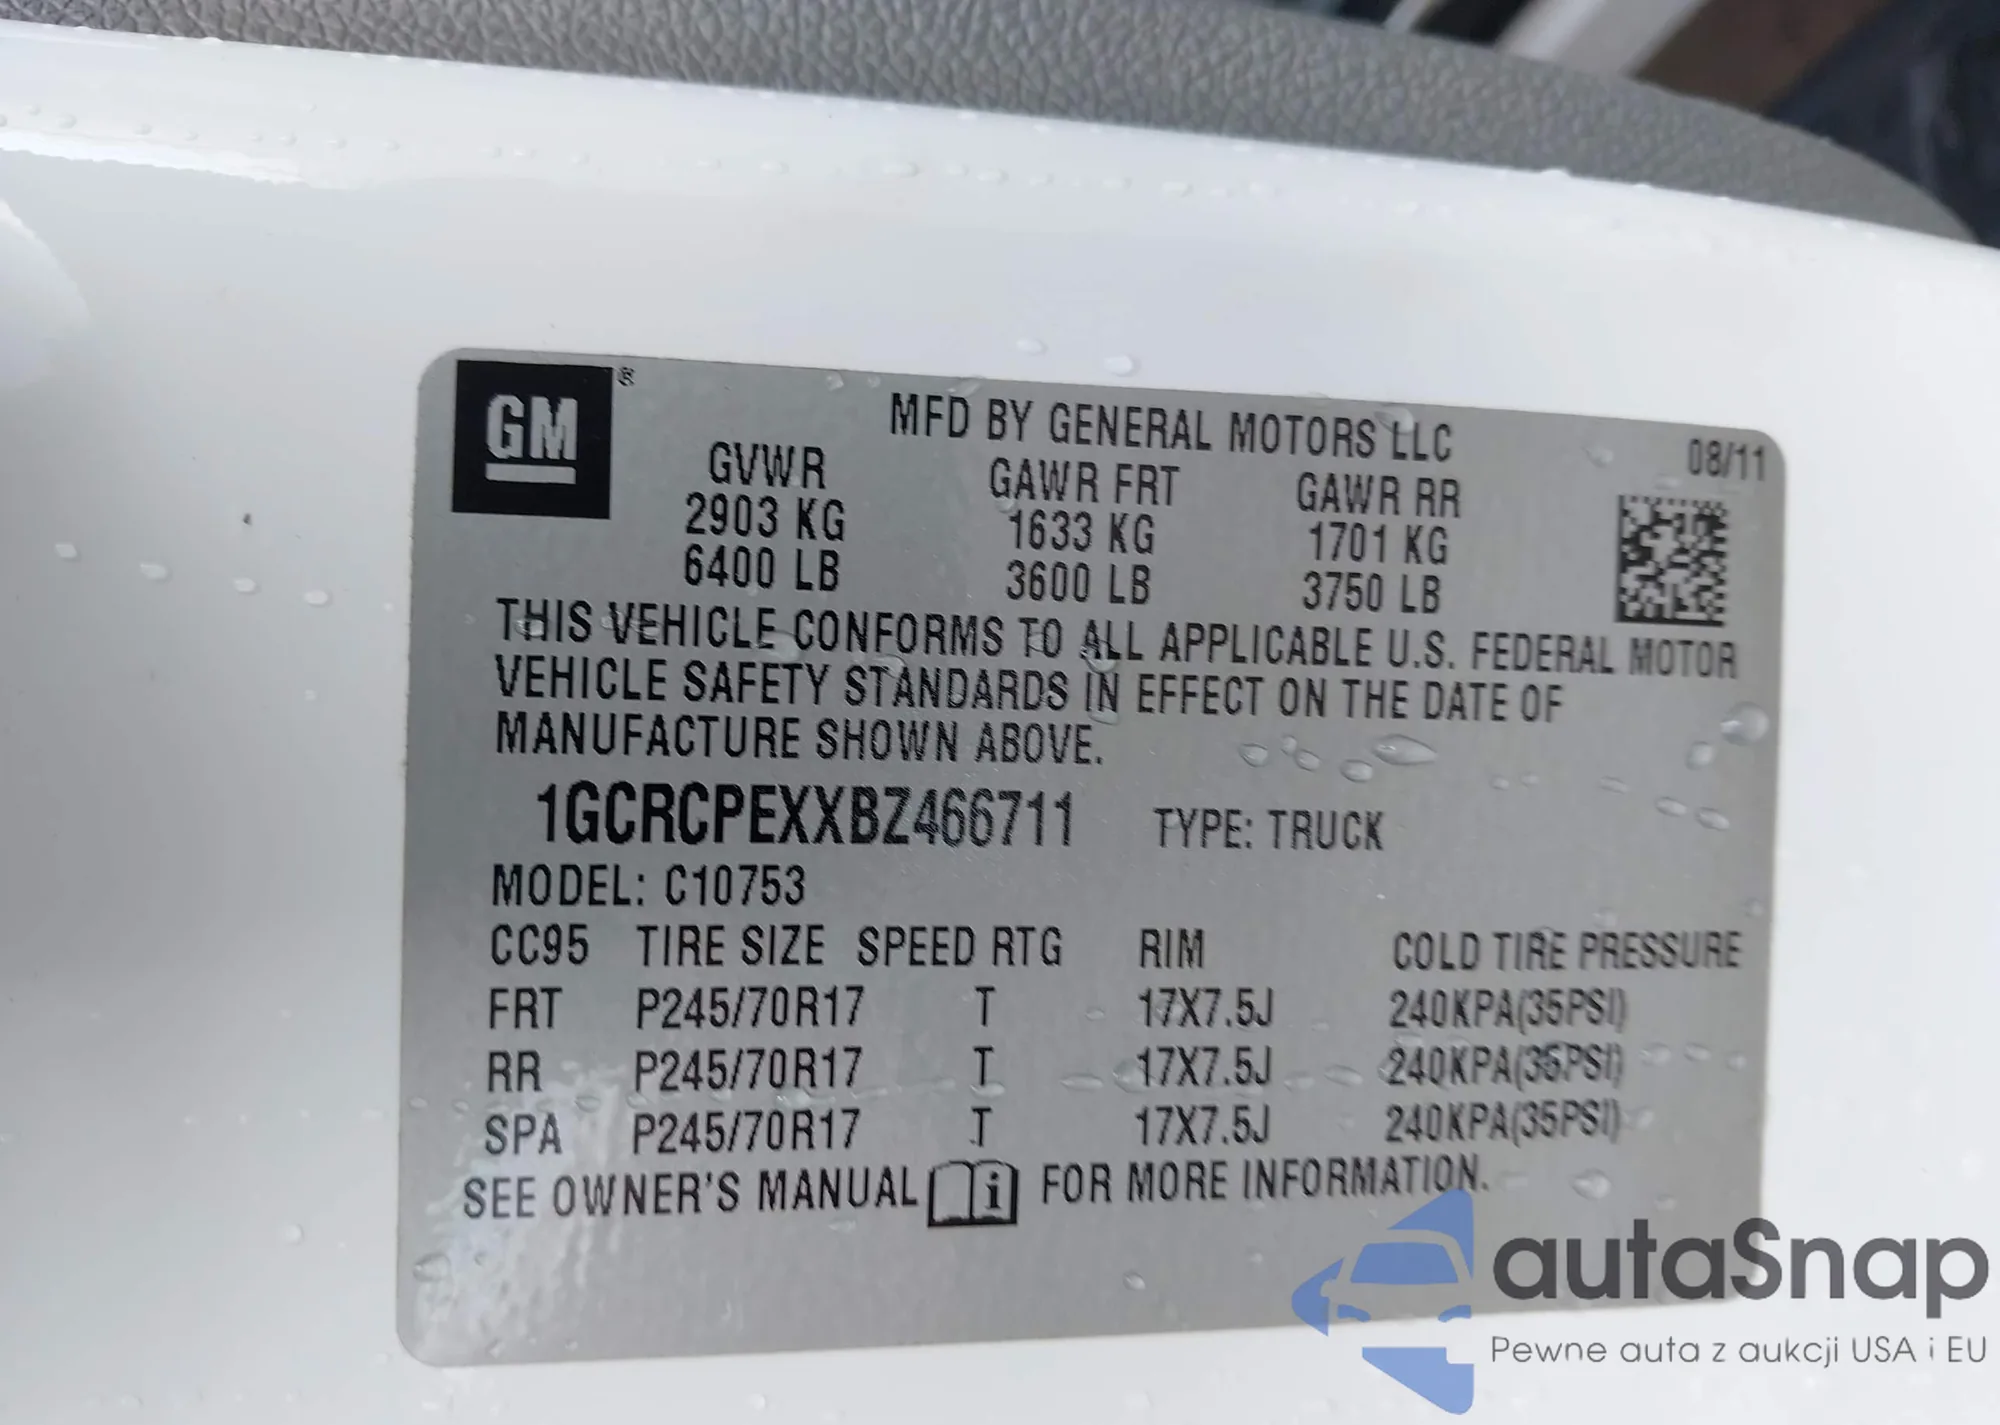 GM ®
MFD BY GENERAL MOTORS LLC 08/11
GVWR GAWR FRT GAWR RR
2903 KG 1633 KG 1701 KG
6400 LB 3600 LB 3750 LB
THIS VEHICLE CONFORMS TO ALL APPLICABLE U.S. FEDERAL MOTOR
VEHICLE SAFETY STANDARDS IN EFFECT ON THE DATE OF
MANUFACTURE SHOWN ABOVE.
1GCRCPEXXBZ466711 TYPE: TRUCK
MODEL: C10753
CC95 TIRE SIZE SPEED RTG RIM COLD TIRE PRESSURE
FRT P245/70R17 T 17X7.5J 240KPA(35PSI)
RR P245/70R17 T 17X7.5J 240KPA(35PSI)
SPA P245/70R17 T 17X7.5J 240KPA(35PSI)
SEE OWNER'S MANUAL i FOR MORE INFORMATION.
autaSnap
Pewne auta z aukcji USA i EU